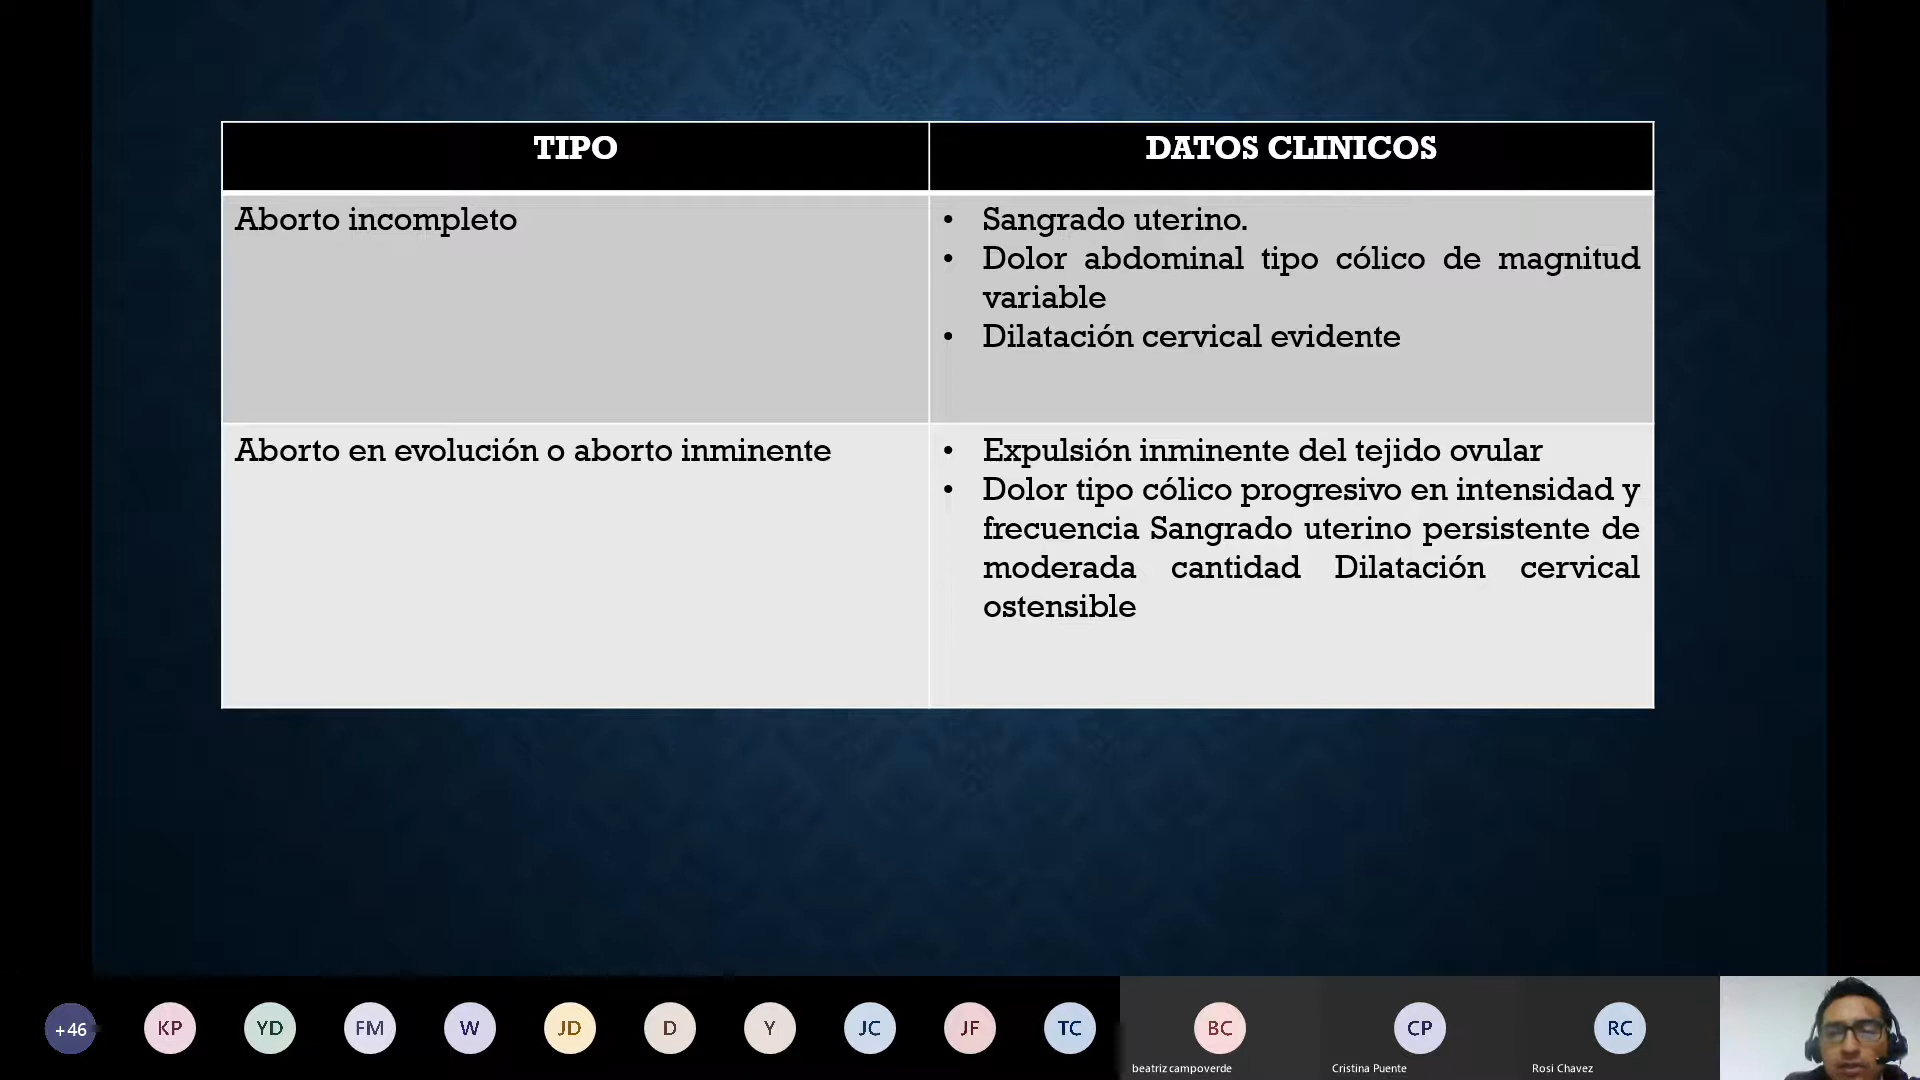 TIPO
DATOS CLINICOS
Aborto incompleto
• Sangrado uterino.
• Dolor abdominal tipo cólico de magnitud
variable
• Dilatación cervical evidente
Aborto en evolución o aborto inminente
• Expulsión inminente del tejido ovular
• Dolor tipo cólico progresivo en intensidad y
frecuencia Sangrado uterino persistente de
moderada cantidad Dilatación cervical
ostensible
+46
KP
YD
FM
W
JD
D
Y
JC
JF
TC
BC
beatriz campoverde
CP
Cristina Puente
RC
Rosi Chavez